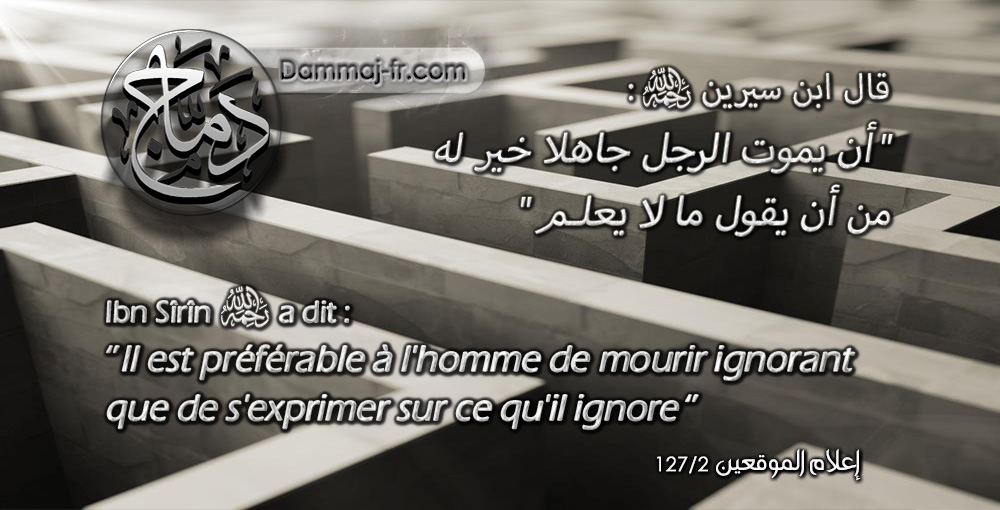 دماج
Dammaj-fr.com
قال ابن سيرين رحمه الله :
"أن يموت الرجل جاهلا خير له
من أن يقول ما لا يعلم"
Ibn Sîrîn رحمه الله a dit :
“Il est préférable à l'homme de mourir ignorant
que de s'exprimer sur ce qu'il ignore”
إعلام الموقعين 127/2